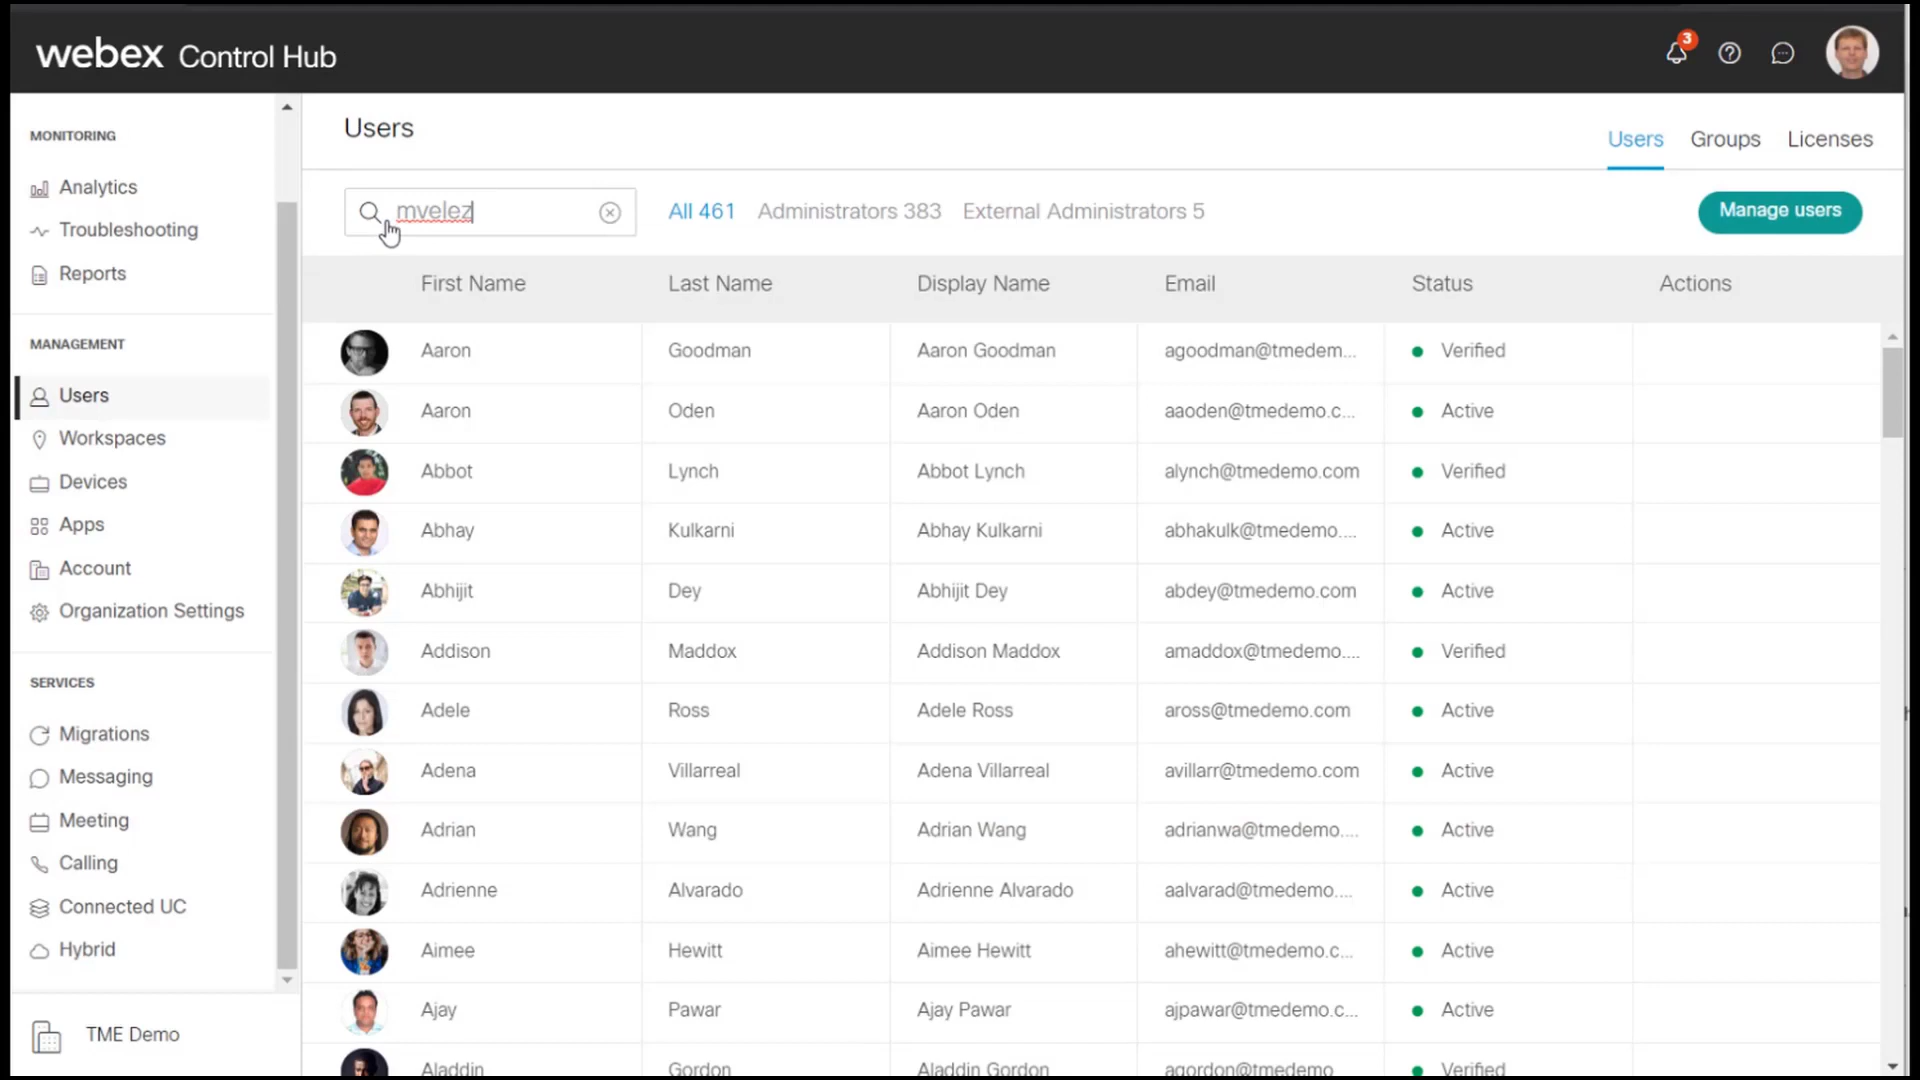 webex Control Hub
3
MONITORING
Analytics
Troubleshooting
Reports
MANAGEMENT
Users
Workspaces
Devices
Apps
Account
Organization Settings
SERVICES
Migrations
Messaging
Meeting
Calling
Connected UC
Hybrid
TME Demo
Users
Users Groups Licenses
mvelez All 461 Administrators 383 External Administrators 5 Manage users
First Name Last Name Display Name Email Status Actions
Aaron Goodman Aaron Goodman agoodman@tmedem... Verified
Aaron Oden Aaron Oden aaoden@tmedemo.c... Active
Abbot Lynch Abbot Lynch alynch@tmedemo.com Verified
Abhay Kulkarni Abhay Kulkarni abhakulk@tmedemo.... Active
Abhijit Dey Abhijit Dey abdey@tmedemo.com Active
Addison Maddox Addison Maddox amaddox@tmedemo.... Verified
Adele Ross Adele Ross aross@tmedemo.com Active
Adena Villarreal Adena Villarreal avillarr@tmedemo.com Active
Adrian Wang Adrian Wang adrianwa@tmedemo.... Active
Adrienne Alvarado Adrienne Alvarado aalvarad@tmedemo.... Active
Aimee Hewitt Aimee Hewitt ahewitt@tmedemo.c... Active
Ajay Pawar Ajay Pawar ajpawar@tmedemo.c... Active
Aladdin Gordon Aladdin Gordon agordon@tmedemo Verified